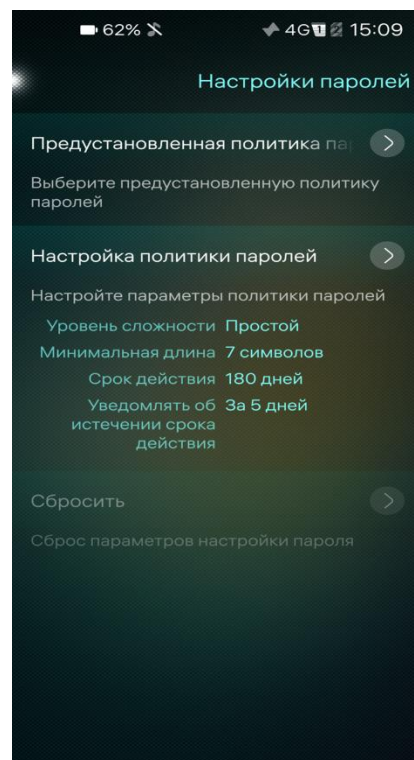 62% 4G 1 15:09
Настройки паролей
Предустановленная политика
Выберите предустановленную политику
паролей
Настройка политики паролей
Настройте параметры политики паролей
Уровень сложности Простой
Минимальная длина 7 символов
Срок действия 180 дней
Уведомлять об За 5 дней
истечении срока
действия
Сбросить
Сброс параметров настройки пароля